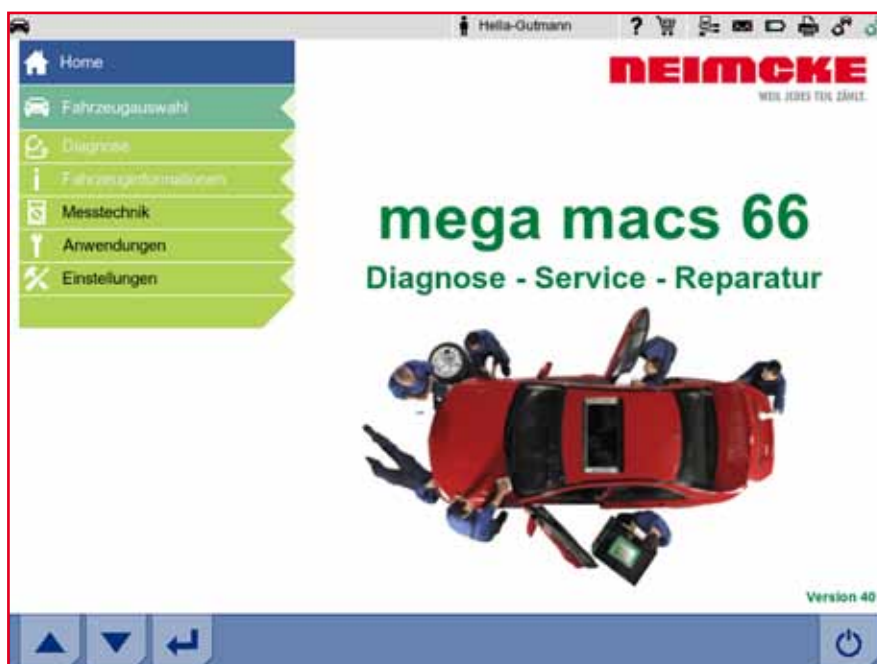 Hella-Gutmann ?
Home
NEIMCKE
WEIL JEDES TEIL ZÄHLT.
Fahrzeugauswahl
Diagnose
Fahrzeuginformationen
Messtechnik
Anwendungen
Einstellungen
mega macs 66
Diagnose - Service - Reparatur
Version 40